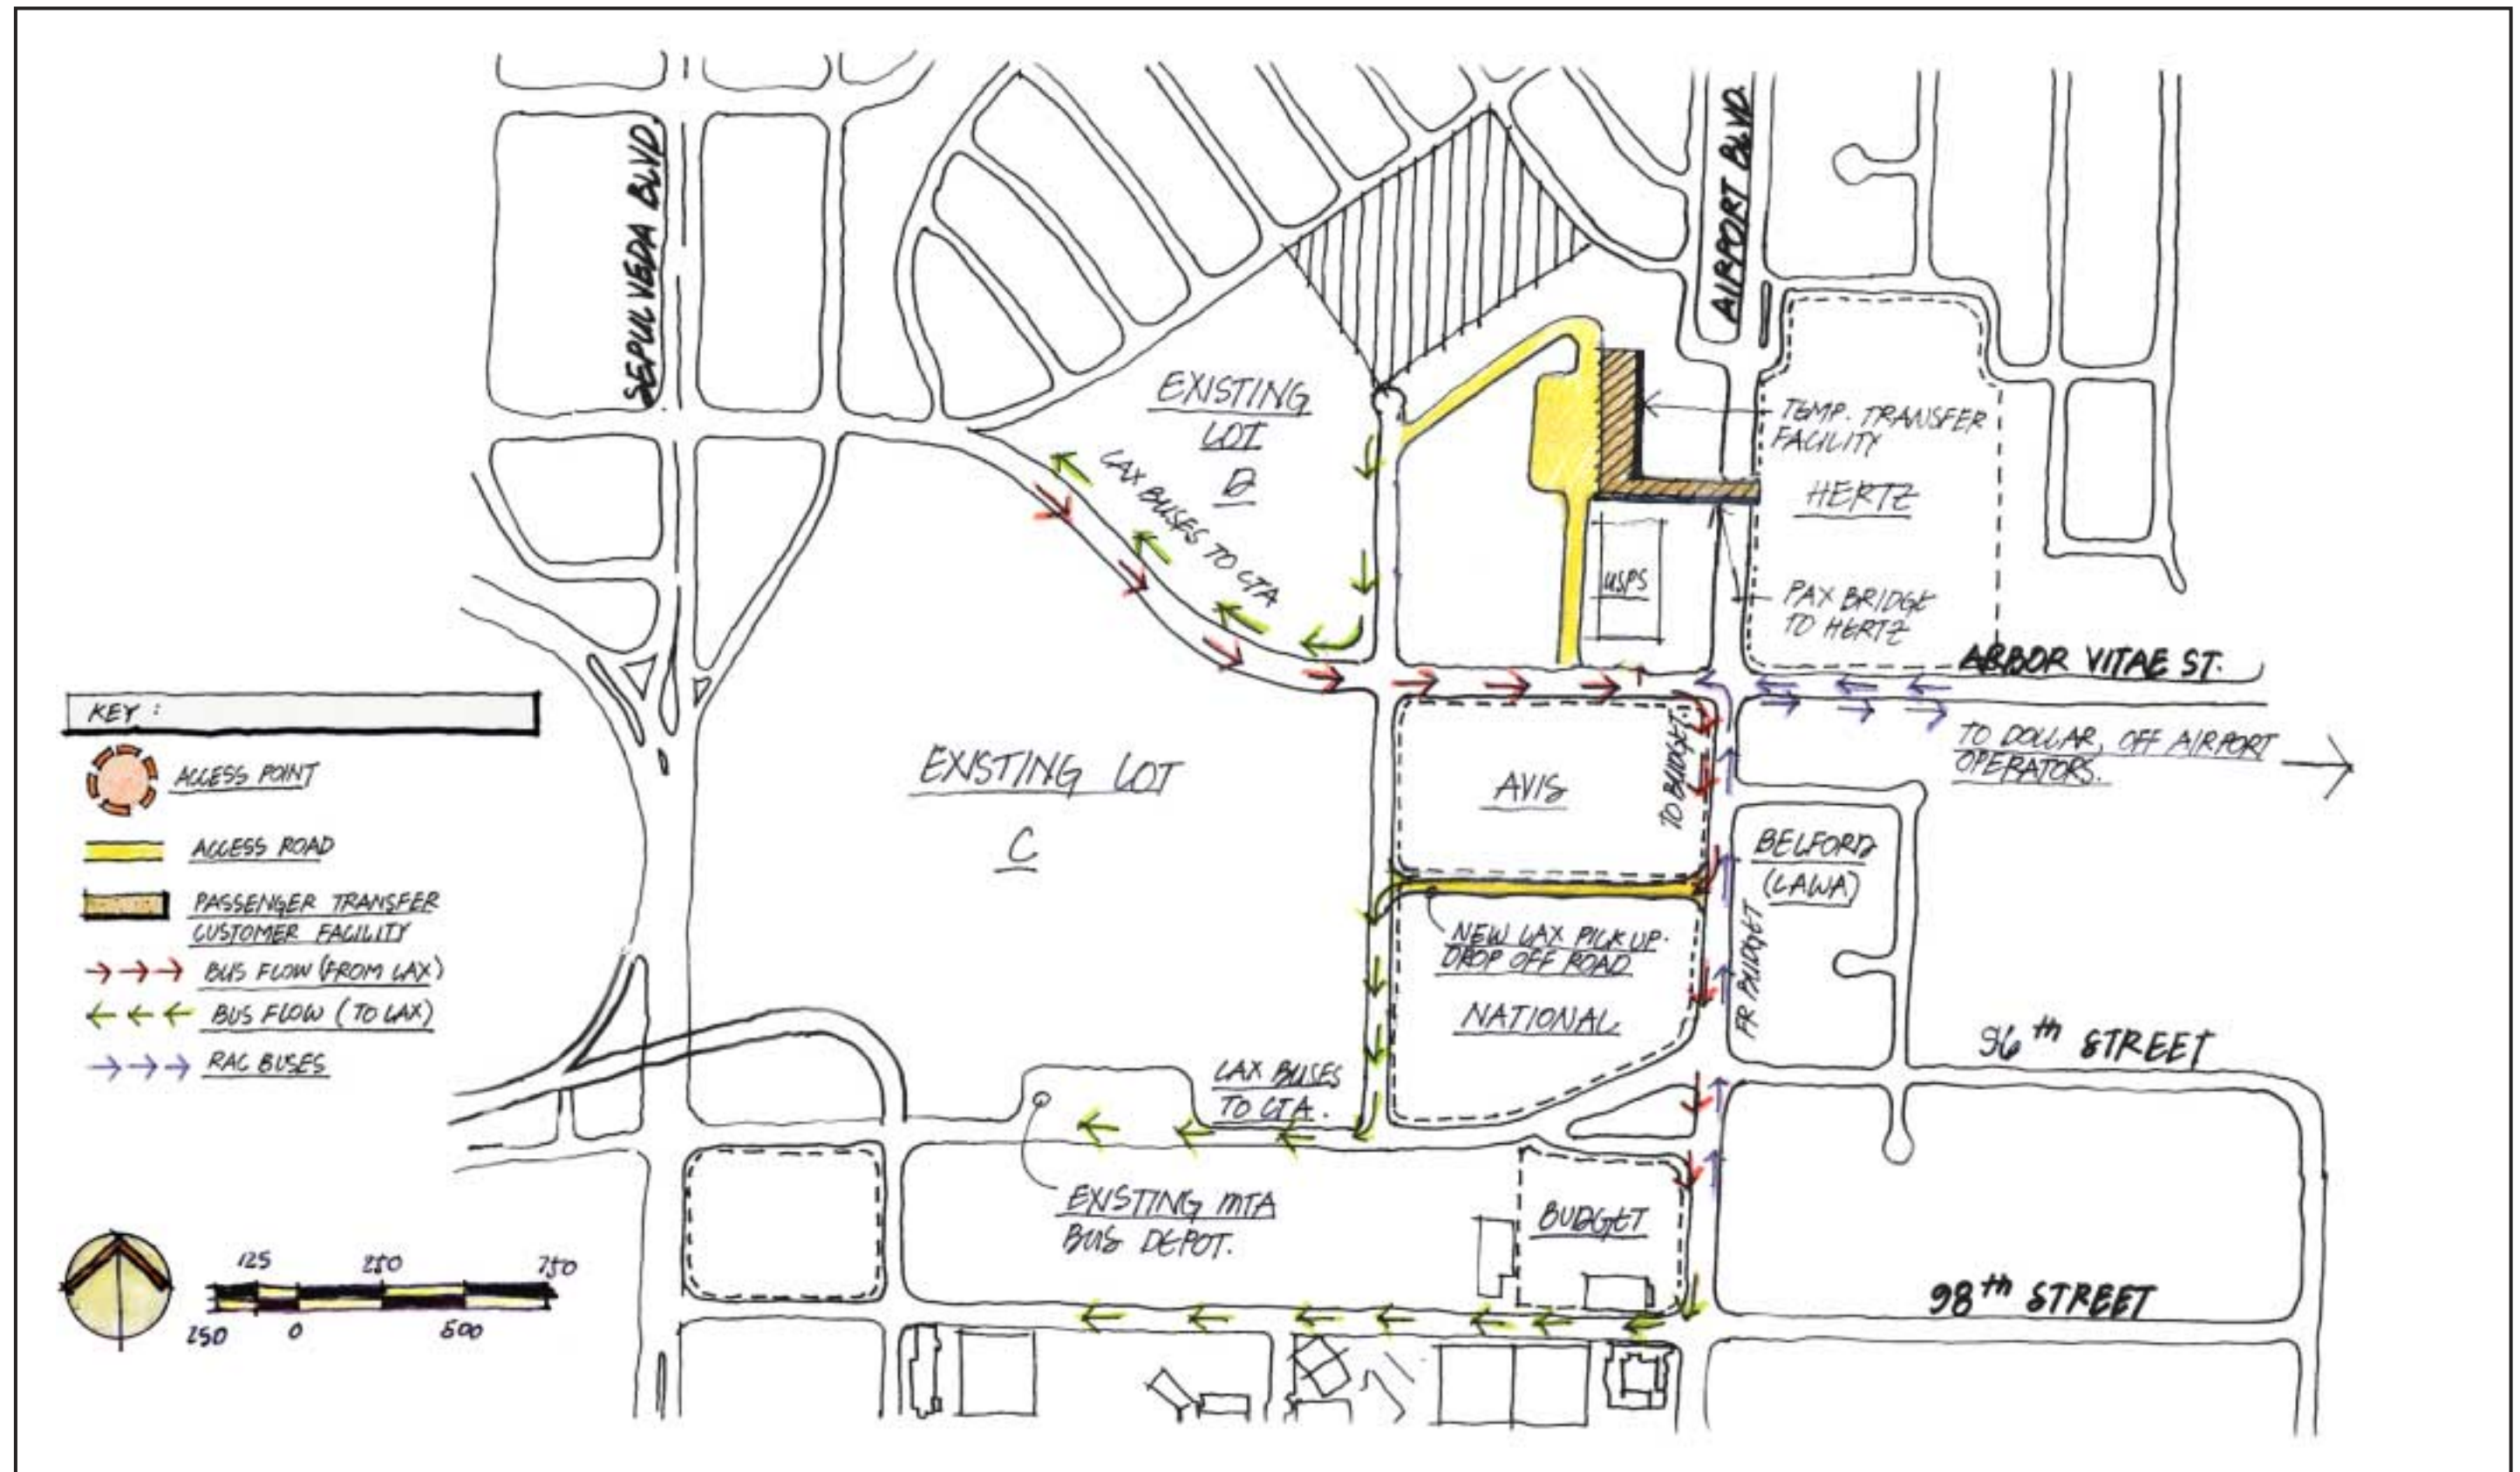 SEPULVEDA BLVD.
AIRPORT BLVD.
EXISTING
LOT
D
LAX BUSES TO CTA
TEMP. TRANSFER
FACILITY
HERTZ
USPS
PAX BRIDGE
TO HERTZ
ARBOR VITAE ST.
TO DOLLAR, OFF AIRPORT
OPERATORS.
KEY :
ACCESS POINT
ACCESS ROAD
PASSENGER TRANSFER
CUSTOMER FACILITY
BUS FLOW (FROM LAX)
BUS FLOW (TO LAX)
RAC BUSES
EXISTING LOT
C
AVIS
TO BUDGET
BELFORD
(LAWA)
NEW LAX PICK UP-
DROP OFF ROAD
NATIONAL
FR BUDGET
96th STREET
LAX BUSES
TO CTA.
EXISTING MTA
BUS DEPOT.
BUDGET
98th STREET
125 250 750
250 0 500